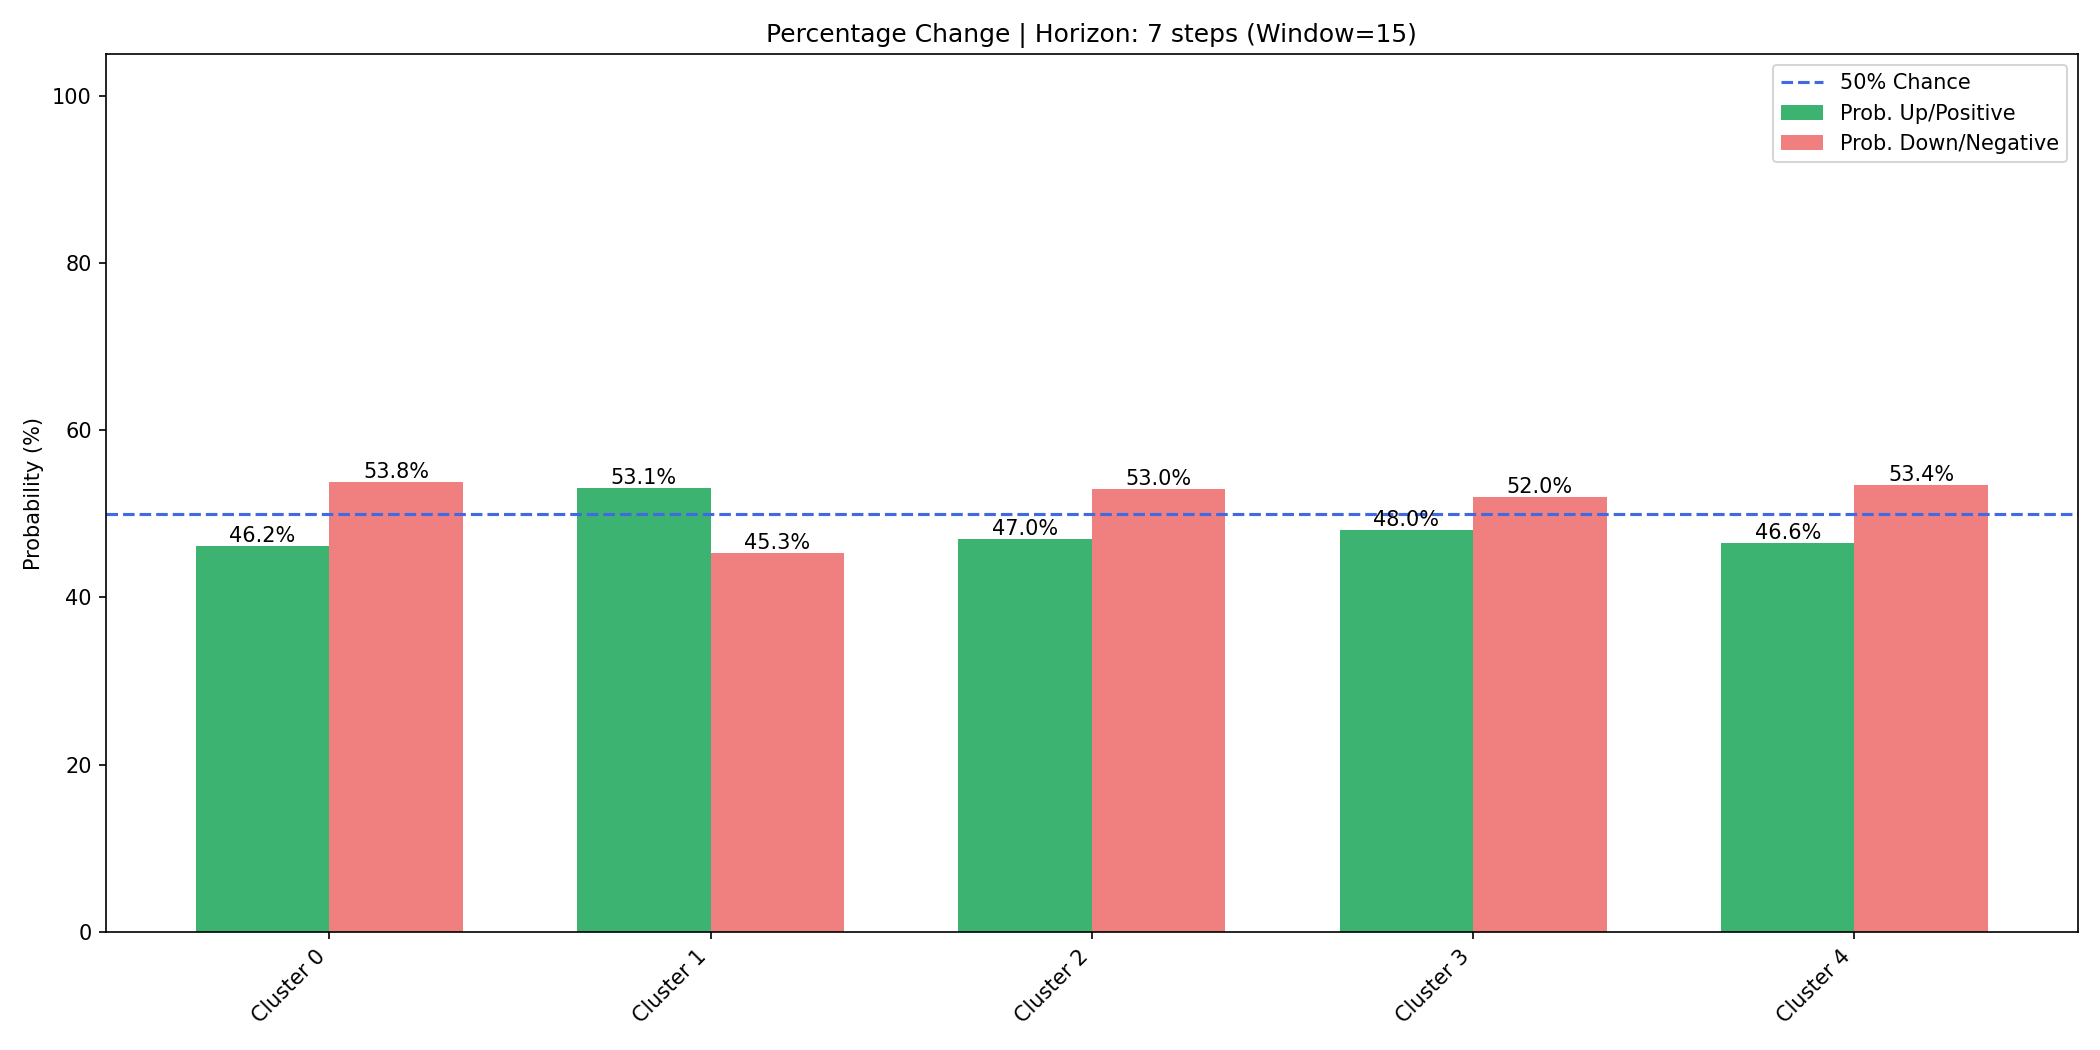 Percentage Change | Horizon: 7 steps (Window=15)
50% Chance
Prob. Up/Positive
Prob. Down/Negative
Probability (%)
100
80
60
40
20
0
46.2%
53.8%
53.1%
45.3%
47.0%
53.0%
48.0%
52.0%
46.6%
53.4%
Cluster 0
Cluster 1
Cluster 2
Cluster 3
Cluster 4